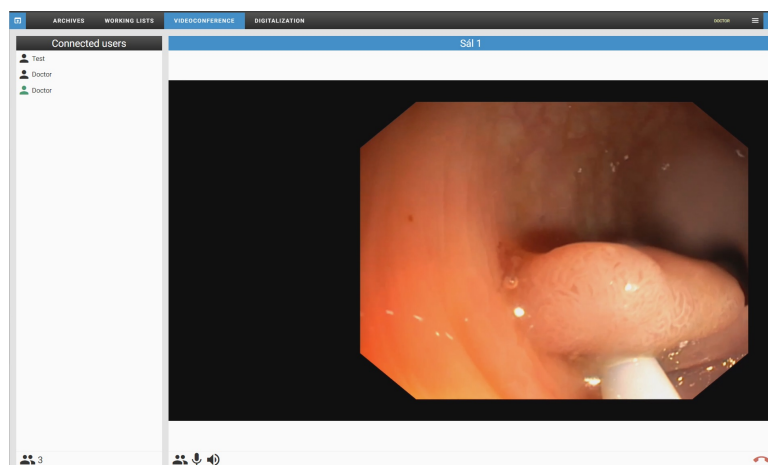 ARCHIVES WORKING LISTS VIDEOCONFERENCE DIGITALIZATION DOCTOR
Connected users
Sál 1
Test
Doctor
Doctor
3